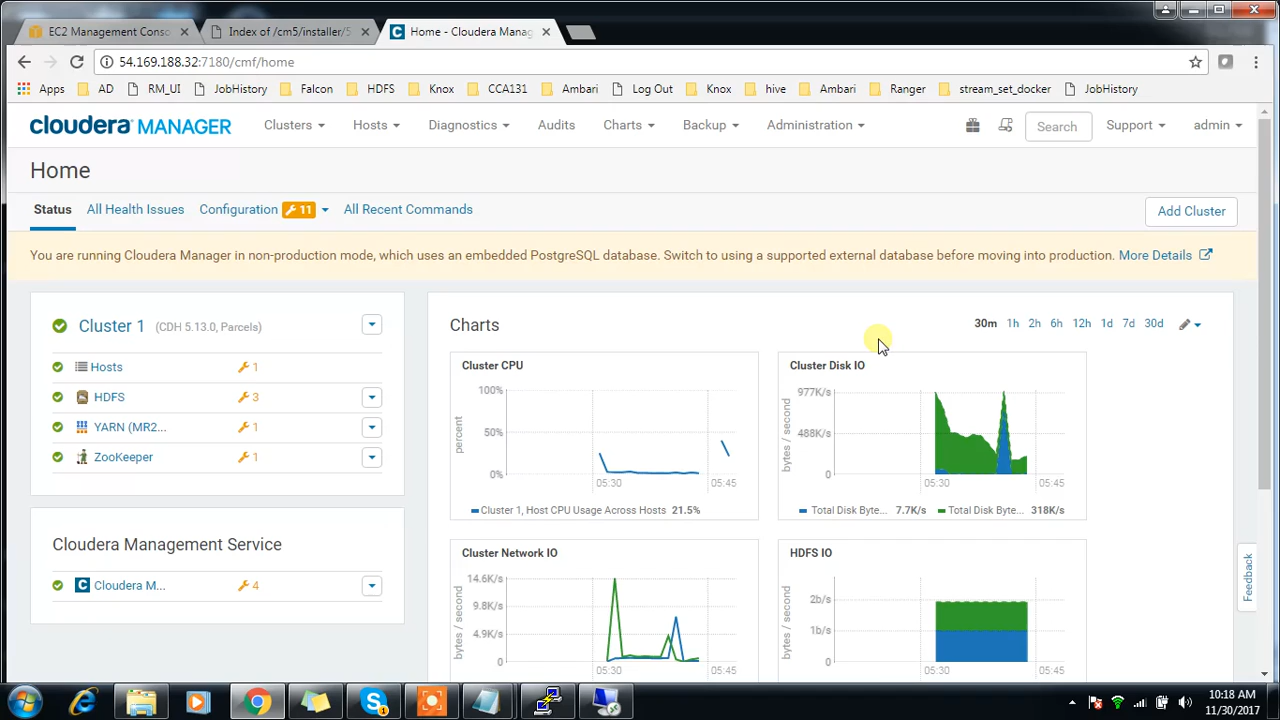 EC2 Management Conso
Index of /cm5/installer/5
Home - Cloudera Manag
54.169.188.32:7180/cmf/home
Apps AD RM_UI JobHistory Falcon HDFS Knox CCA131 Ambari Log Out Knox hive Ambari Ranger stream_set_docker JobHistory
cloudera MANAGER Clusters Hosts Diagnostics Audits Charts Backup Administration Search Support admin
Home
Status All Health Issues Configuration 11 All Recent Commands Add Cluster
You are running Cloudera Manager in non-production mode, which uses an embedded PostgreSQL database. Switch to using a supported external database before moving into production. More Details
Cluster 1 (CDH 5.13.0, Parcels)
Hosts 1
HDFS 3
YARN (MR2... 1
ZooKeeper 1
Cloudera Management Service
C Cloudera M... 4
Charts 30m 1h 2h 6h 12h 1d 7d 30d
Cluster CPU
percent
100%
50%
0%
05:30 05:45
Cluster 1, Host CPU Usage Across Hosts 21.5%
Cluster Disk IO
bytes / second
977K/s
488K/s
0
05:30 05:45
Total Disk Byte... 7.7K/s Total Disk Byte... 318K/s
Cluster Network IO
bytes / second
14.6K/s
9.8K/s
4.9K/s
0
05:30 05:45
HDFS IO
bytes / second
2b/s
1b/s
0
05:30 05:45
Feedback
10:18 AM
11/30/2017